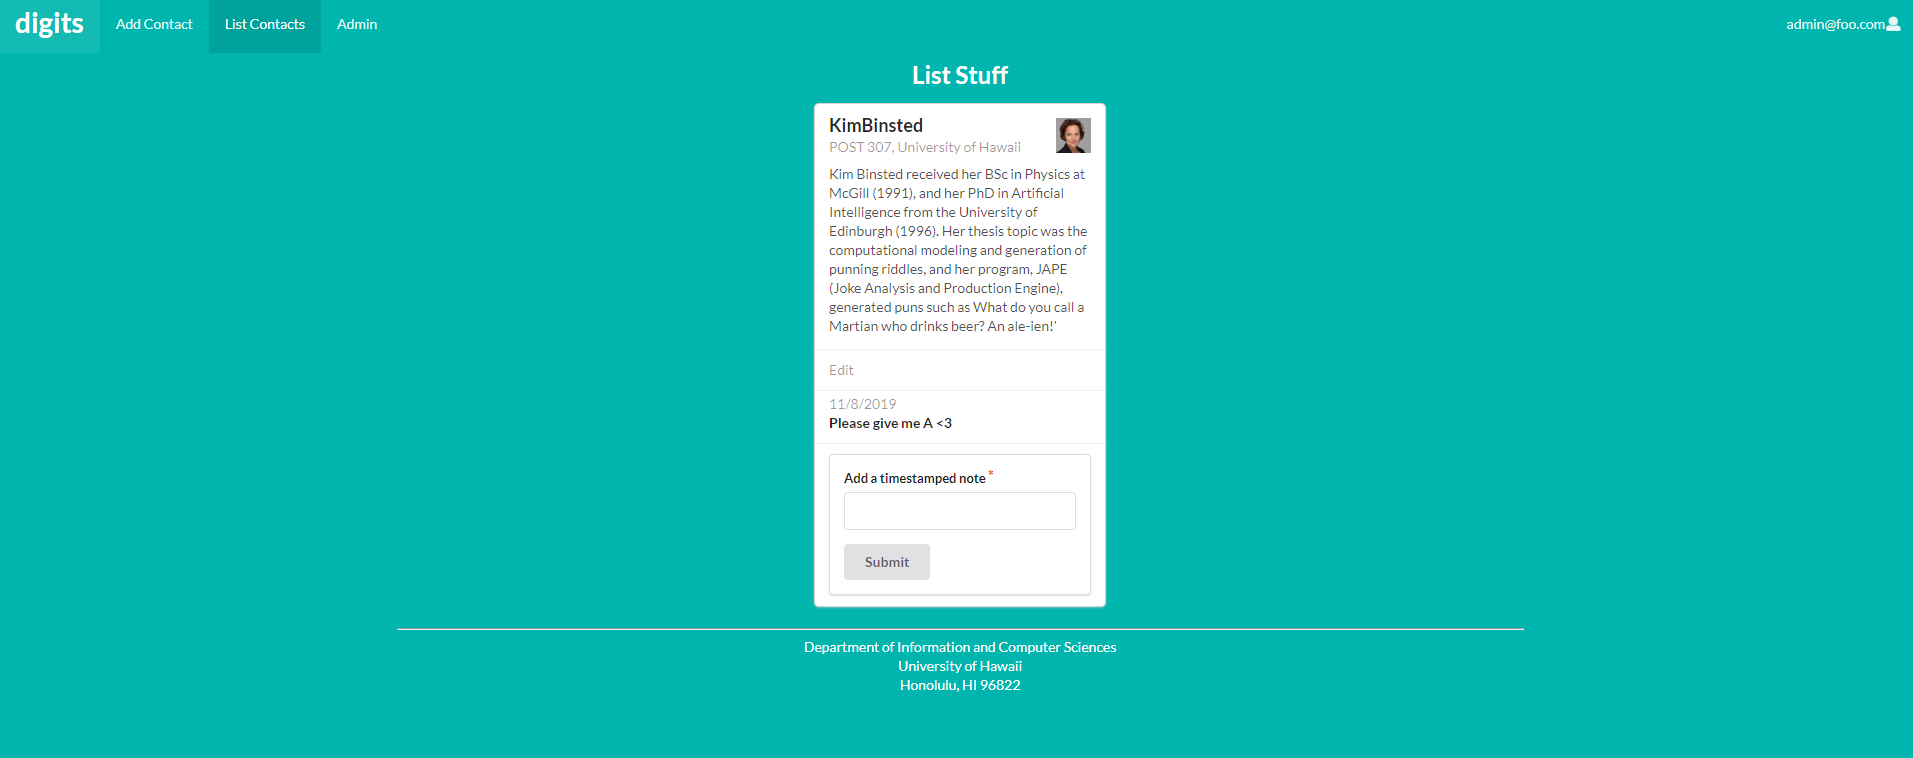 digits
Add Contact
List Contacts
Admin
admin@foo.com
List Stuff
KimBinsted
POST 307, University of Hawaii
Kim Binsted received her BSc in Physics at
McGill (1991), and her PhD in Artificial
Intelligence from the University of
Edinburgh (1996). Her thesis topic was the
computational modeling and generation of
punning riddles, and her program, JAPE
(Joke Analysis and Production Engine),
generated puns such as What do you call a
Martian who drinks beer? An ale-ien!'
Edit
11/8/2019
Please give me A <3
Add a timestamped note *
Submit
Department of Information and Computer Sciences
University of Hawaii
Honolulu, HI 96822